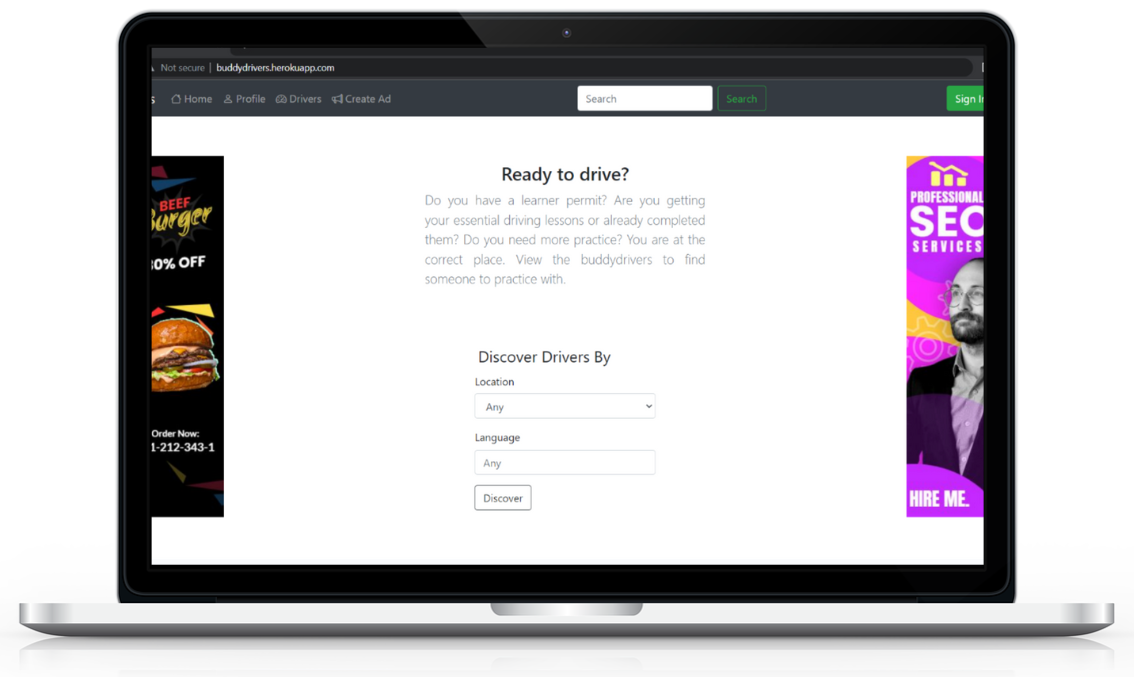 Not secure | buddydrivers.herokuapp.com
s Home Profile Drivers Create Ad Search Search Sign In
BEEF
Burger
30% OFF
Order Now:
1-212-343-1
Ready to drive?
Do you have a learner permit? Are you getting
your essential driving lessons or already completed
them? Do you need more practice? You are at the
correct place. View the buddydrivers to find
someone to practice with.
Discover Drivers By
Location
Any
Language
Any
Discover
PROFESSIONAL
SEO
SERVICES
HIRE ME.